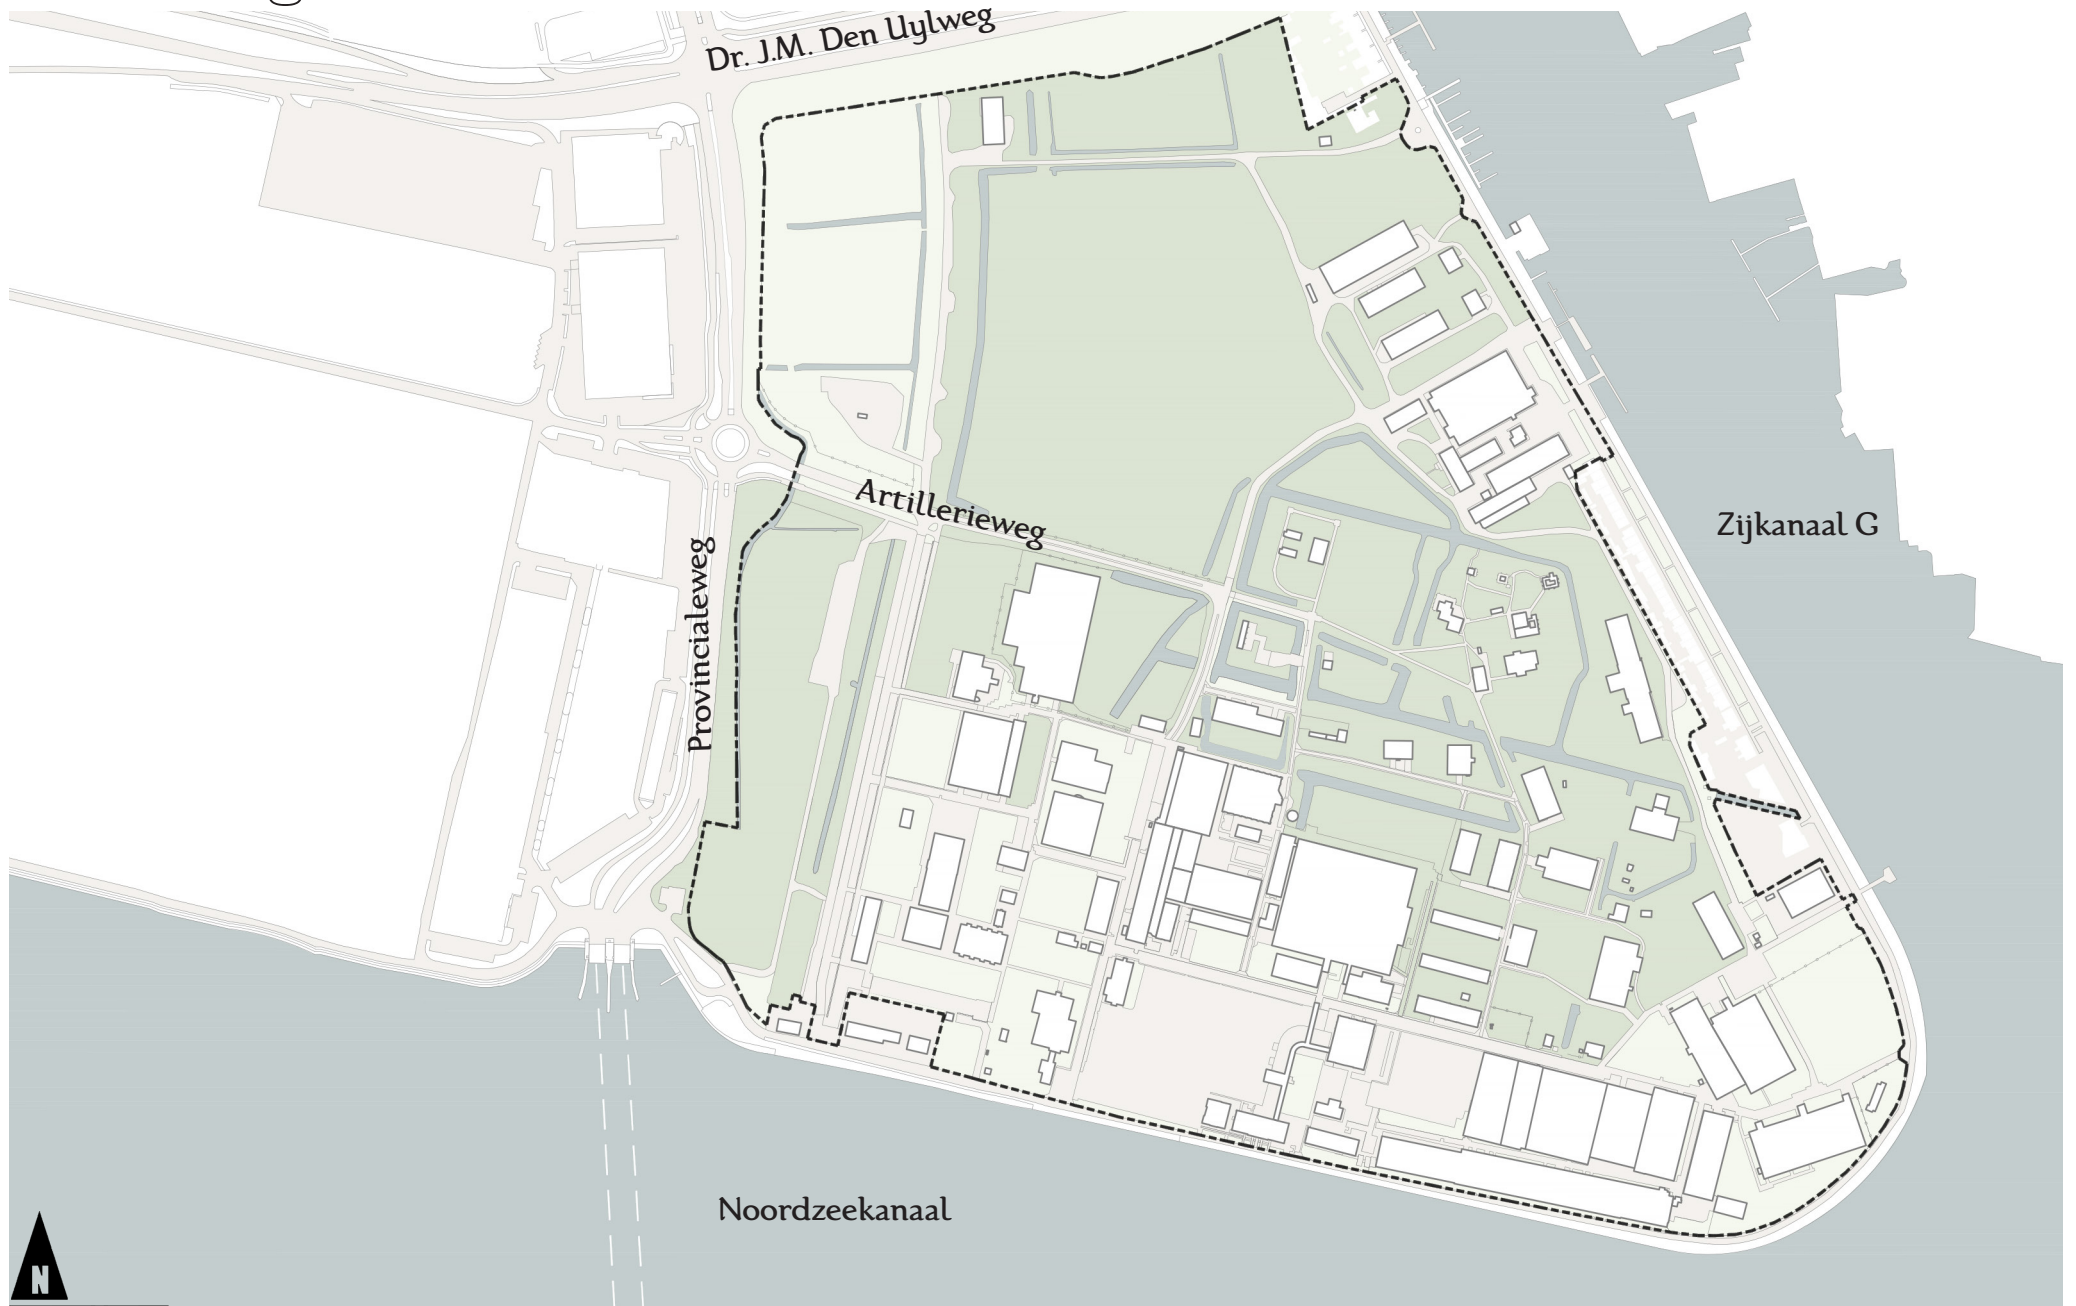 Dr. J.M. Den Uylweg
Artillerieweg
Zijkanaal G
Provincialeweg
Noordzeekanaal
N